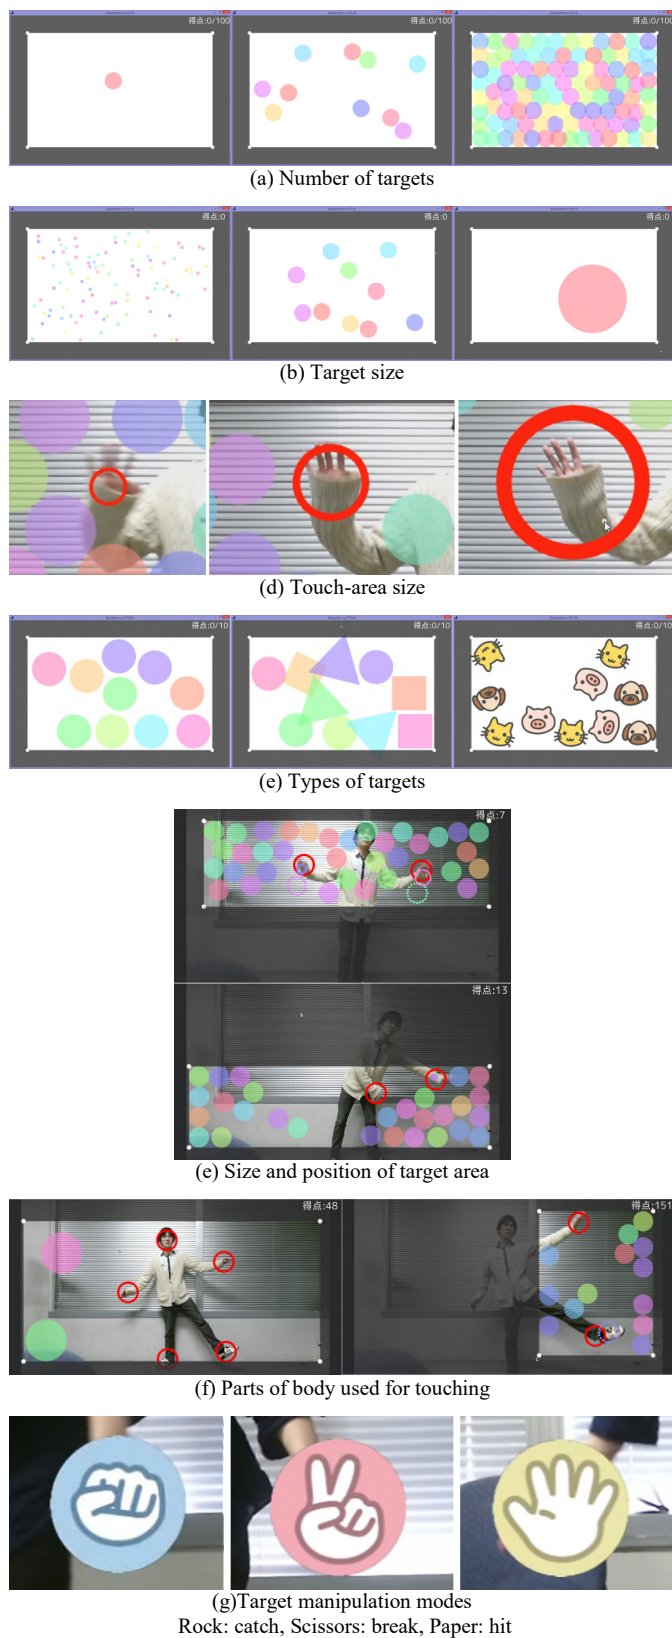 得点:0/100
得点:0/100
得点:0/100
(a) Number of targets
得点:0
得点:0
得点:0
(b) Target size
(d) Touch-area size
得点:0/10
得点:0/10
得点:0/10
(e) Types of targets
得点:7
得点:13
(e) Size and position of target area
得点:48
得点:151
(f) Parts of body used for touching
(g)Target manipulation modes
Rock: catch, Scissors: break, Paper: hit